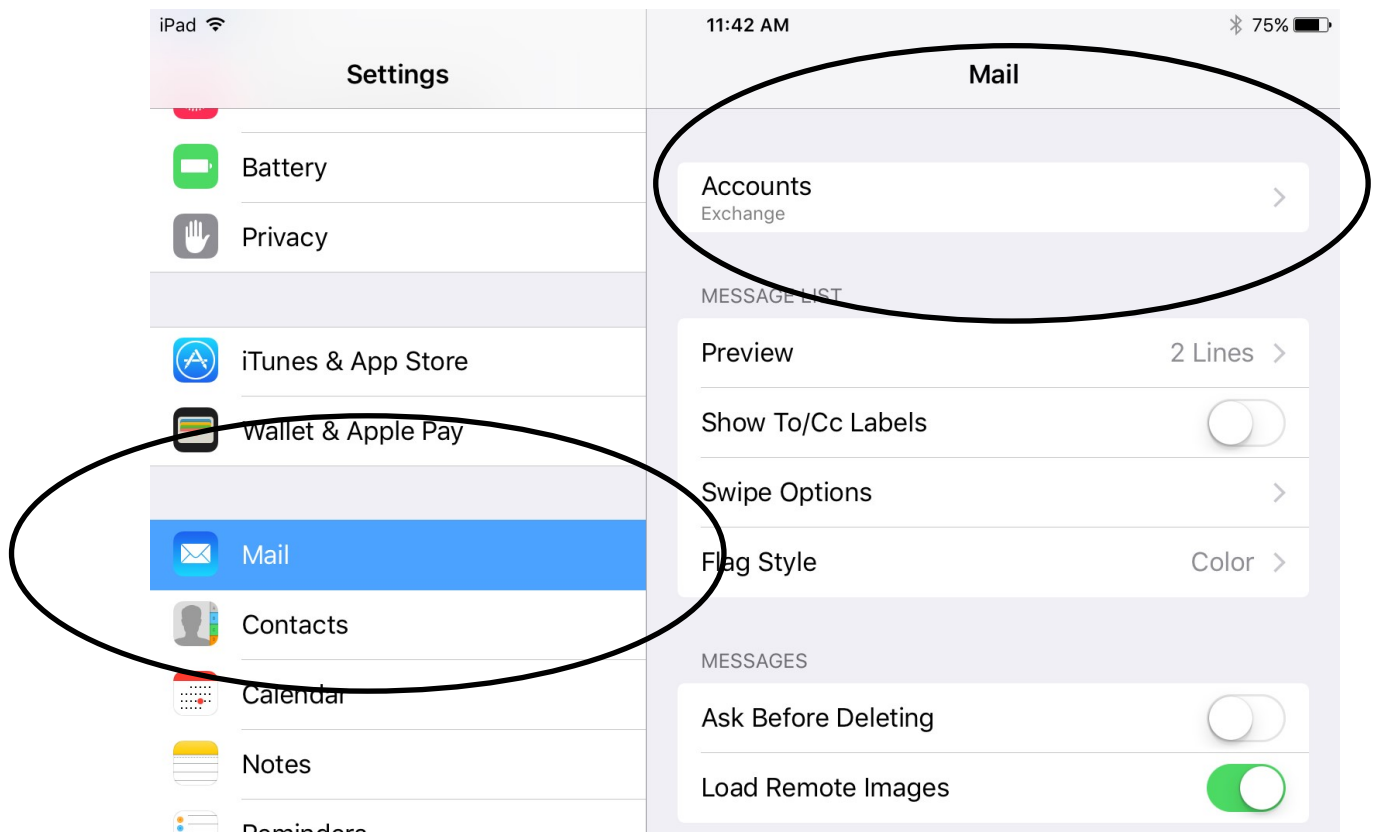 iPad
11:42 AM
75%
Settings
Battery
Privacy
iTunes & App Store
Wallet & Apple Pay
Mail
Contacts
Calendar
Notes
Reminders
Mail
Accounts
Exchange
MESSAGE LIST
Preview 2 Lines
Show To/Cc Labels
Swipe Options
Flag Style Color
MESSAGES
Ask Before Deleting
Load Remote Images